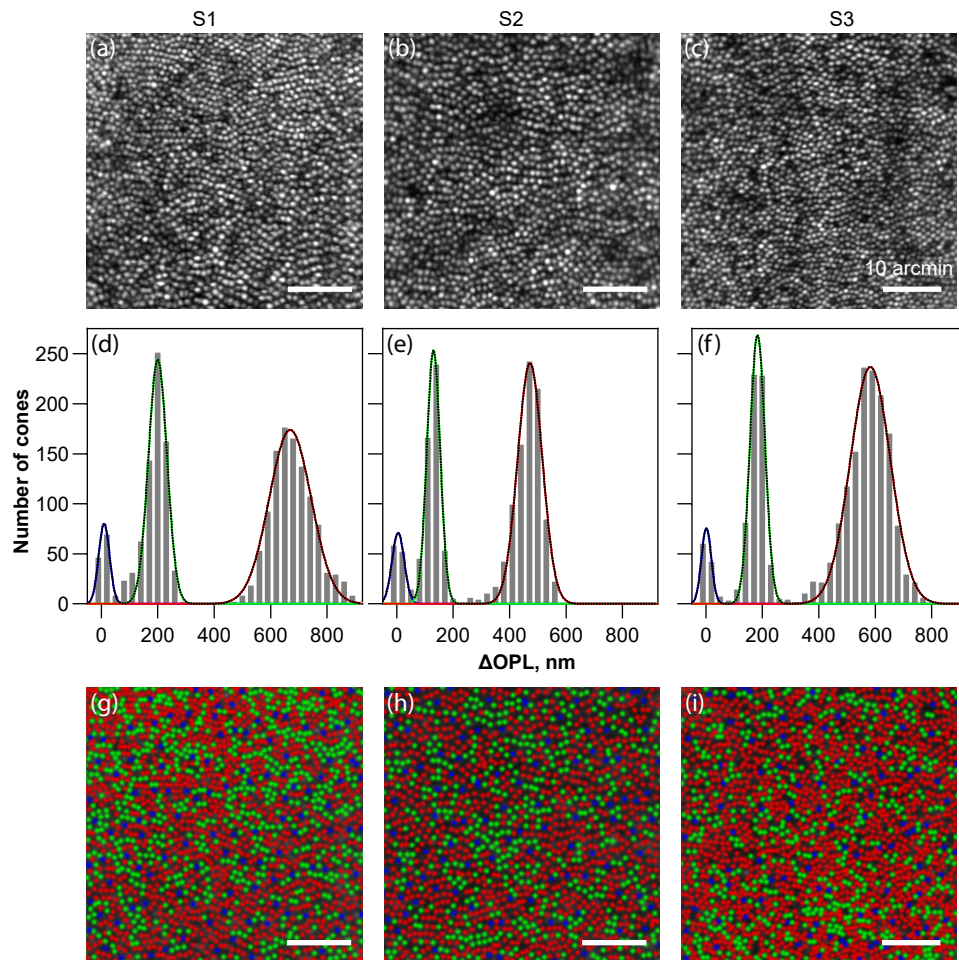 S1 S2 S3
(a) (b) (c)
10 arcmin
(d) (e) (f)
250
200
150
100
50
0
Number of cones
0 200 400 600 800 0 200 400 600 800 0 200 400 600 800
ΔOPL, nm
(g) (h) (i)